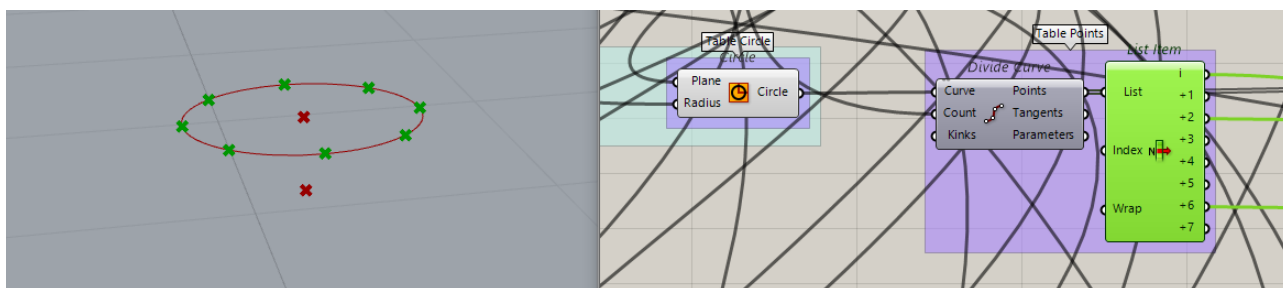 Table Circle
Circle
Plane
Radius
Circle
Table Points
Divide Curve
Curve
Count
Kinks
Points
Tangents
Parameters
List Item
List
Index
Wrap
N
i
+1
+2
+3
+4
+5
+6
+7